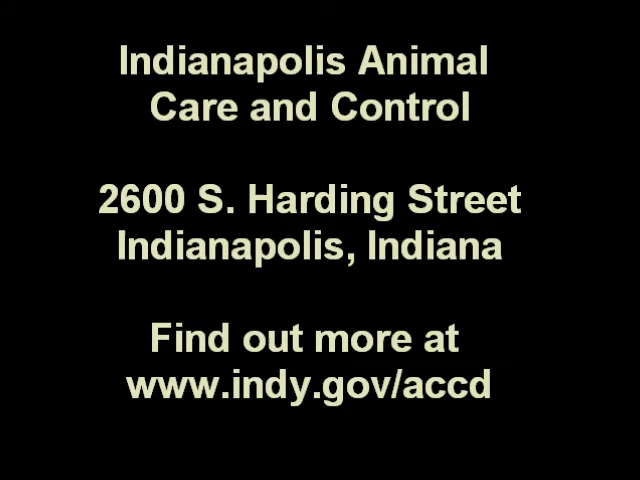 Indianapolis Animal
Care and Control
2600 S. Harding Street
Indianapolis, Indiana
Find out more at
www.indy.gov/accd